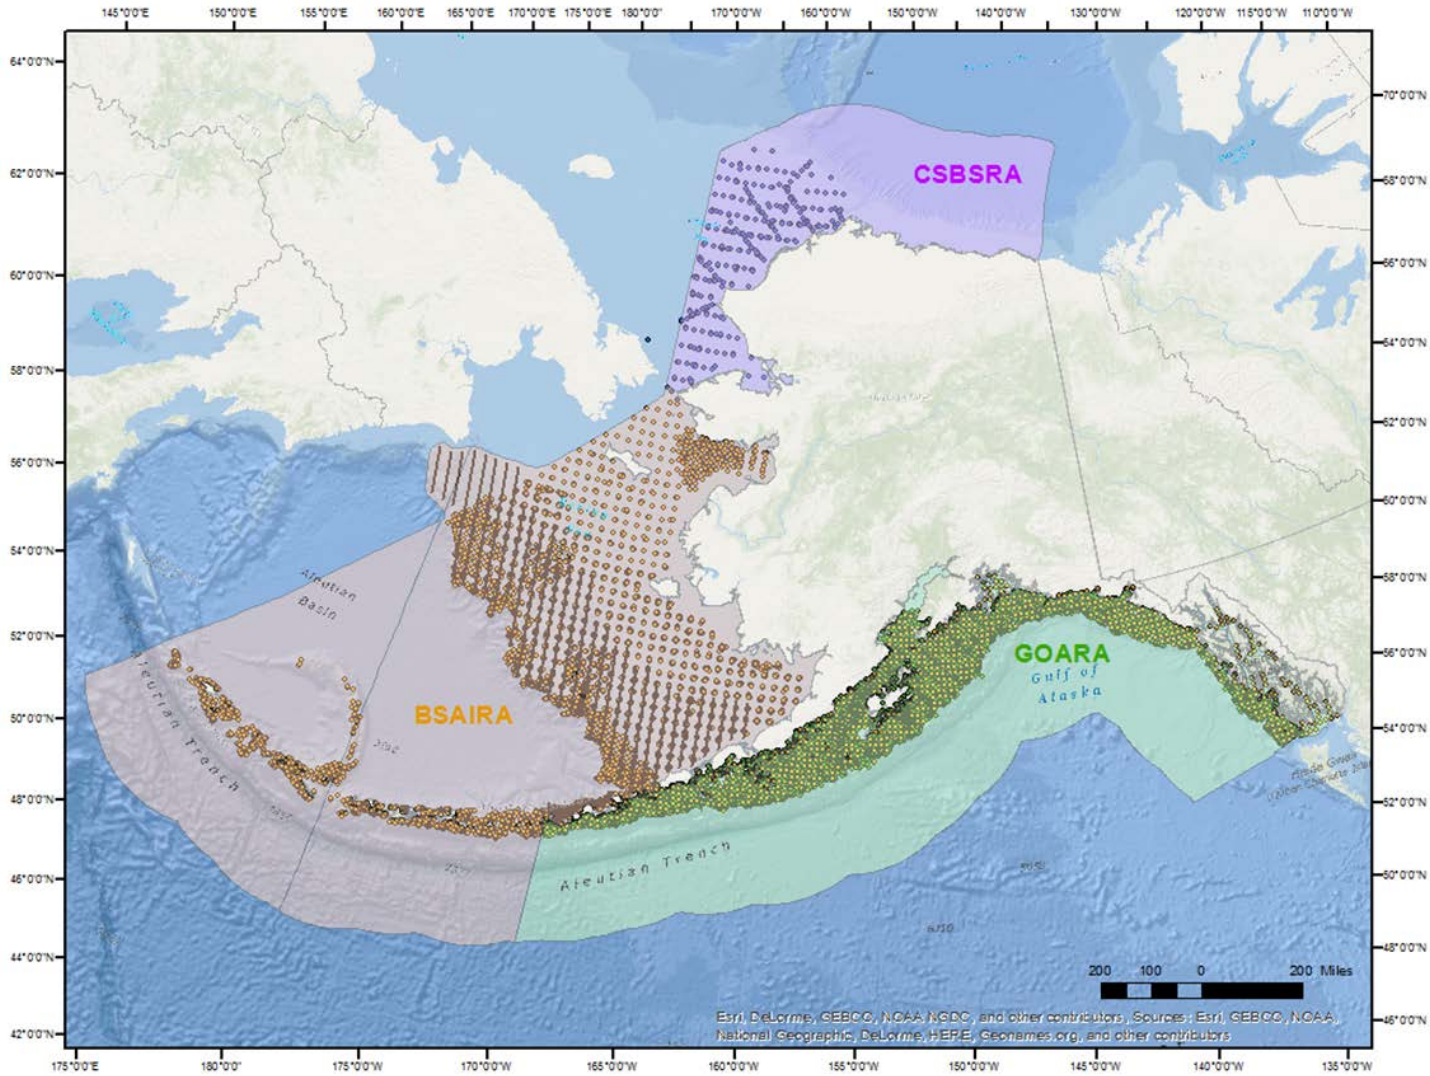 145°0'0"W 150°0'0"W 155°0'0"W 160°0'0"W 165°0'0"W 170°0'0"W 175°0'0"W 180°0'0" 170°0'0"W 160°0'0"W 150°0'0"W 140°0'0"W 130°0'0"W 120°0'0"W 115°0'0"W 110°0'0"W
64°0'0"N
70°0'0"N
62°0'0"N
CSBSRA
68°0'0"N
60°0'0"N
66°0'0"N
58°0'0"N
64°0'0"N
62°0'0"N
56°0'0"N
60°0'0"N
54°0'0"N
58°0'0"N
Aleutian
Basin
52°0'0"N
GOARA
56°0'0"N
Gulf of
Alaska
Aleutian Trench
50°0'0"N
BSAIRA
54°0'0"N
48°0'0"N
52°0'0"N
Aleutian Trench
46°0'0"N
50°0'0"N
44°0'0"N
48°0'0"N
200 100 0 200 Miles
42°0'0"N
46°0'0"N
Esri, DeLorme, GEBCO, NOAA NGDC, and other contributors, Sources: Esri, GEBCO, NOAA,
National Geographic, DeLorme, HERE, Geonames.org, and other contributors
175°0'0"E 180°0'0" 175°0'0"W 170°0'0"W 165°0'0"W 160°0'0"W 155°0'0"W 150°0'0"W 145°0'0"W 140°0'0"W 135°0'0"W